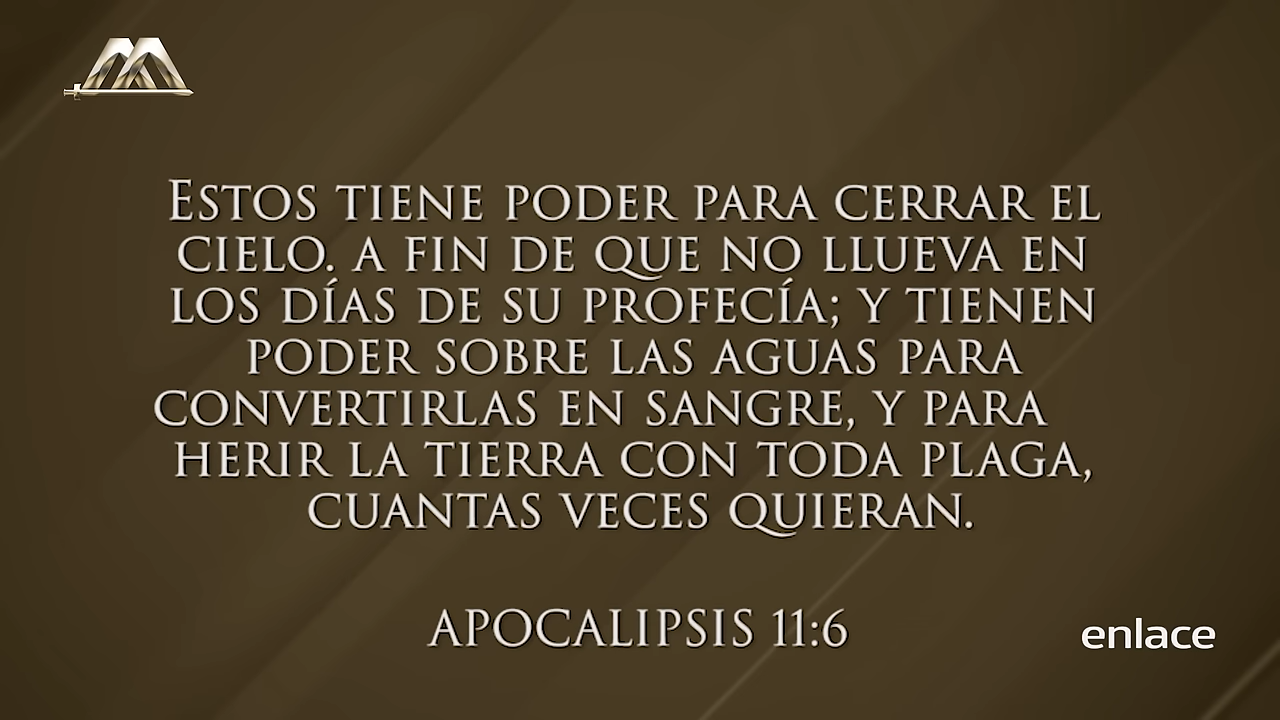 ESTOS TIENE PODER PARA CERRAR EL
CIELO. A FIN DE QUE NO LLUEVA EN
LOS DÍAS DE SU PROFECÍA; Y TIENEN
PODER SOBRE LAS AGUAS PARA
CONVERTIRLAS EN SANGRE, Y PARA
HERIR LA TIERRA CON TODA PLAGA,
CUANTAS VECES QUIERAN.
APOCALIPSIS 11:6
enlace